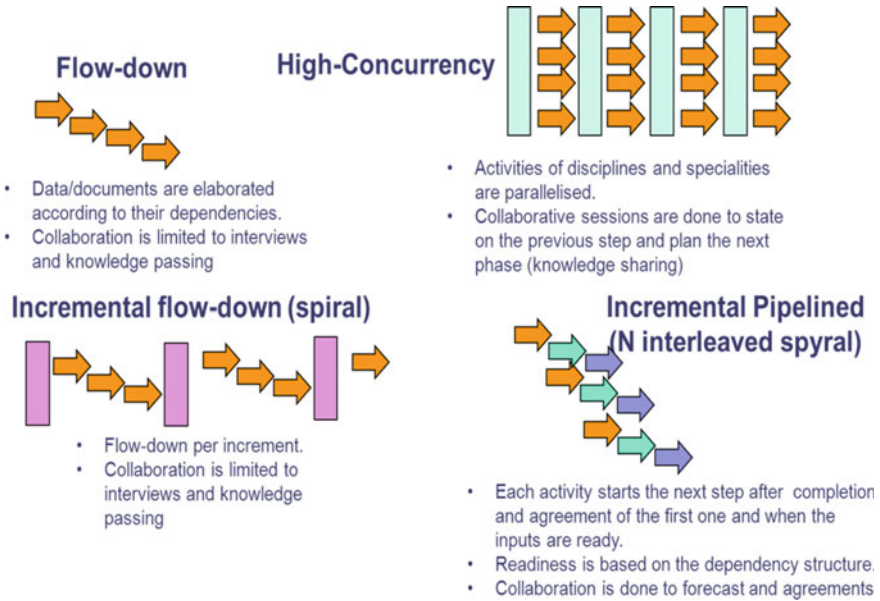 Flow-down
• Data/documents are elaborated
according to their dependencies.
• Collaboration is limited to interviews
and knowledge passing
High-Concurrency
• Activities of disciplines and specialities
are parallelised.
• Collaborative sessions are done to state
on the previous step and plan the next
phase (knowledge sharing)
Incremental flow-down (spiral)
• Flow-down per increment.
• Collaboration is limited to
interviews and knowledge
passing
Incremental Pipelined
(N interleaved spyral)
• Each activity starts the next step after completion
and agreement of the first one and when the
inputs are ready.
• Readiness is based on the dependency structure.
• Collaboration is done to forecast and agreements